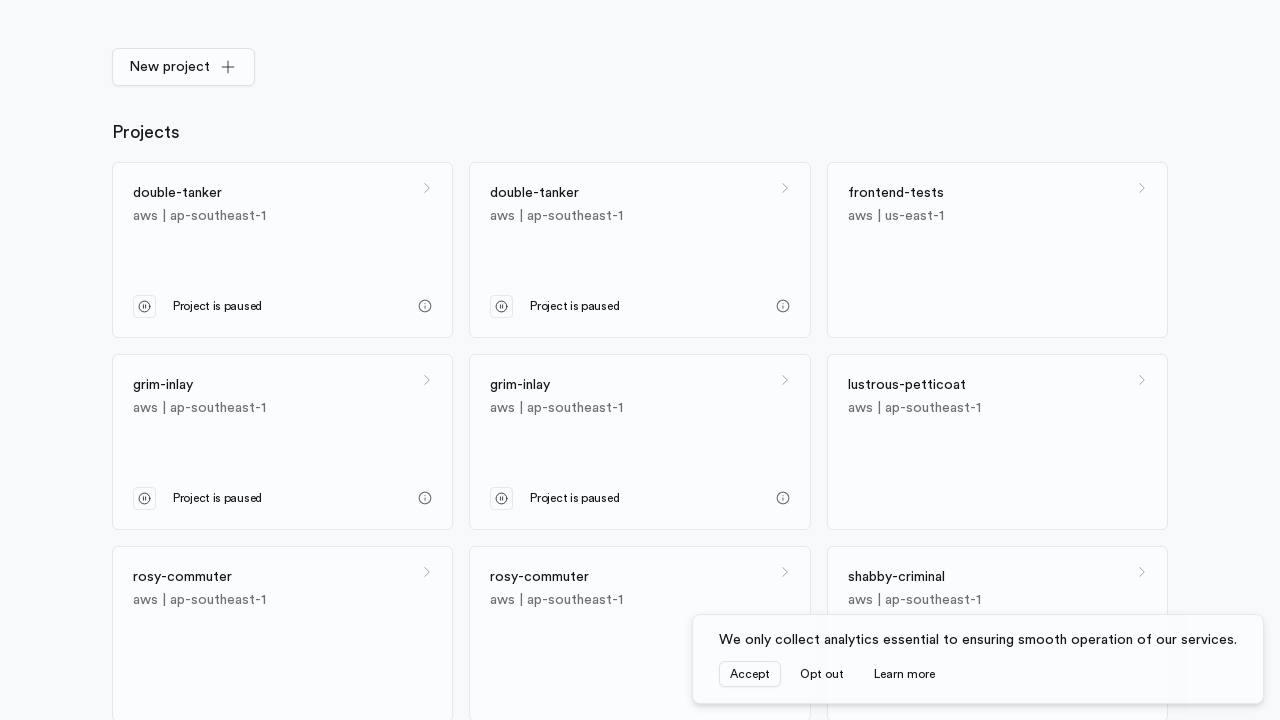 New project
Projects
double-tanker
aws | ap-southeast-1
Project is paused
double-tanker
aws | ap-southeast-1
Project is paused
frontend-tests
aws | us-east-1
grim-inlay
aws | ap-southeast-1
Project is paused
grim-inlay
aws | ap-southeast-1
Project is paused
lustrous-petticoat
aws | ap-southeast-1
rosy-commuter
aws | ap-southeast-1
rosy-commuter
aws | ap-southeast-1
shabby-criminal
aws | ap-southeast-1
We only collect analytics essential to ensuring smooth operation of our services.
Accept Opt out Learn more